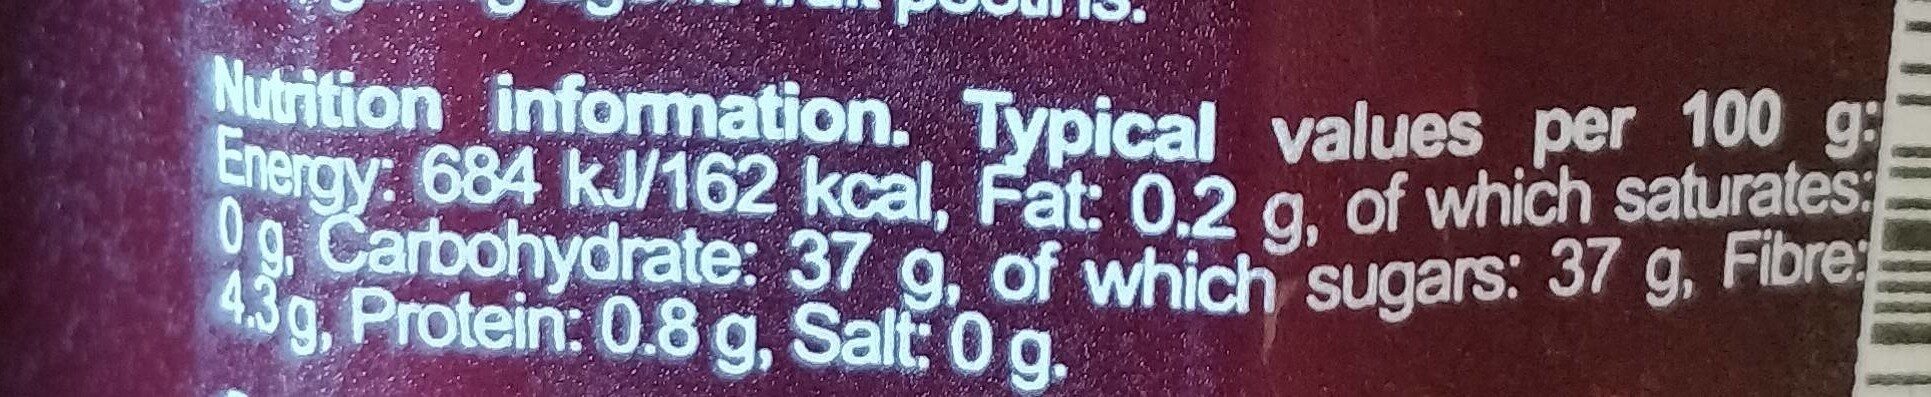 pectins.
Nutrition information. Typical values per 100 g:
Energy: 684 kJ/162 kcal, Fat: 0.2 g, of which saturates:
0 g, Carbohydrate: 37 g, of which sugars: 37 g, Fibre:
4.3 g, Protein: 0.8 g, Salt: 0 g.